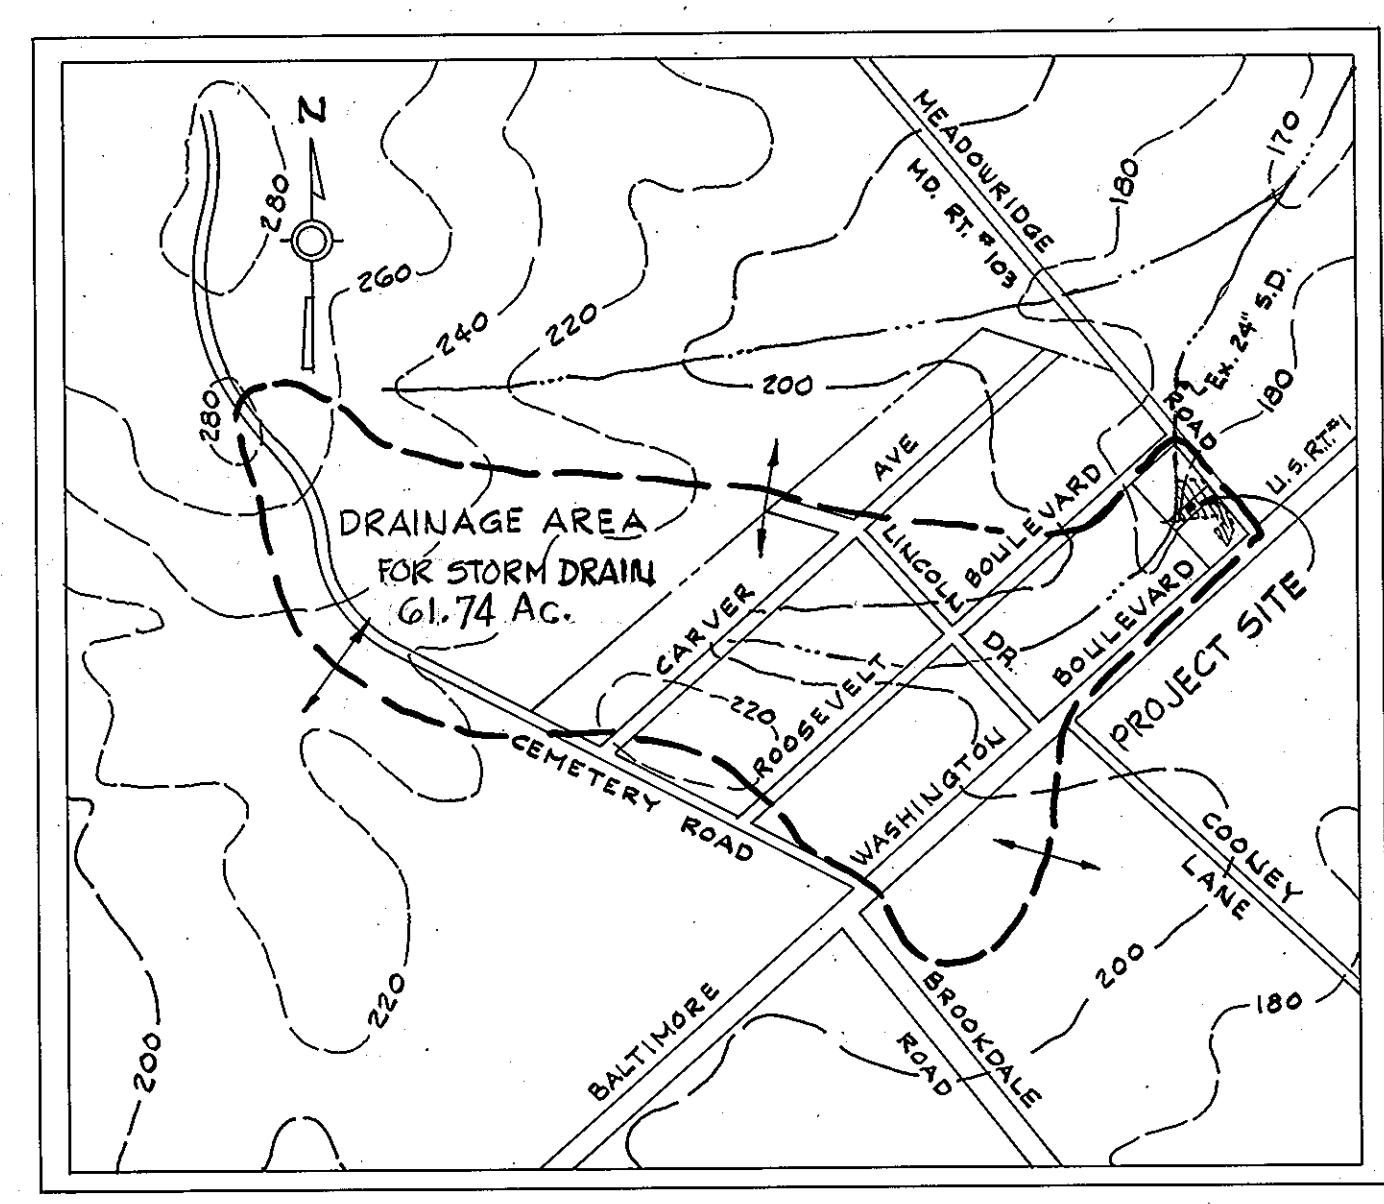 N
MEADOWRIDGE
ROAD
MD. RT. #103
170
180
280
260
240
220
200
Ex. 24" S.D.
180
U.S. RT.#1
280
AVE
CARVER
LINCOLN
DR.
BOULEVARD
ROOSEVELT
DRAINAGE AREA
FOR STORM DRAIN
61.74 AC.
BOULEVARD
WASHINGTON
PROJECT SITE
220
CEMETERY ROAD
COONEY
LANE
BALTIMORE
BROOKDALE
ROAD
200
180
220
200